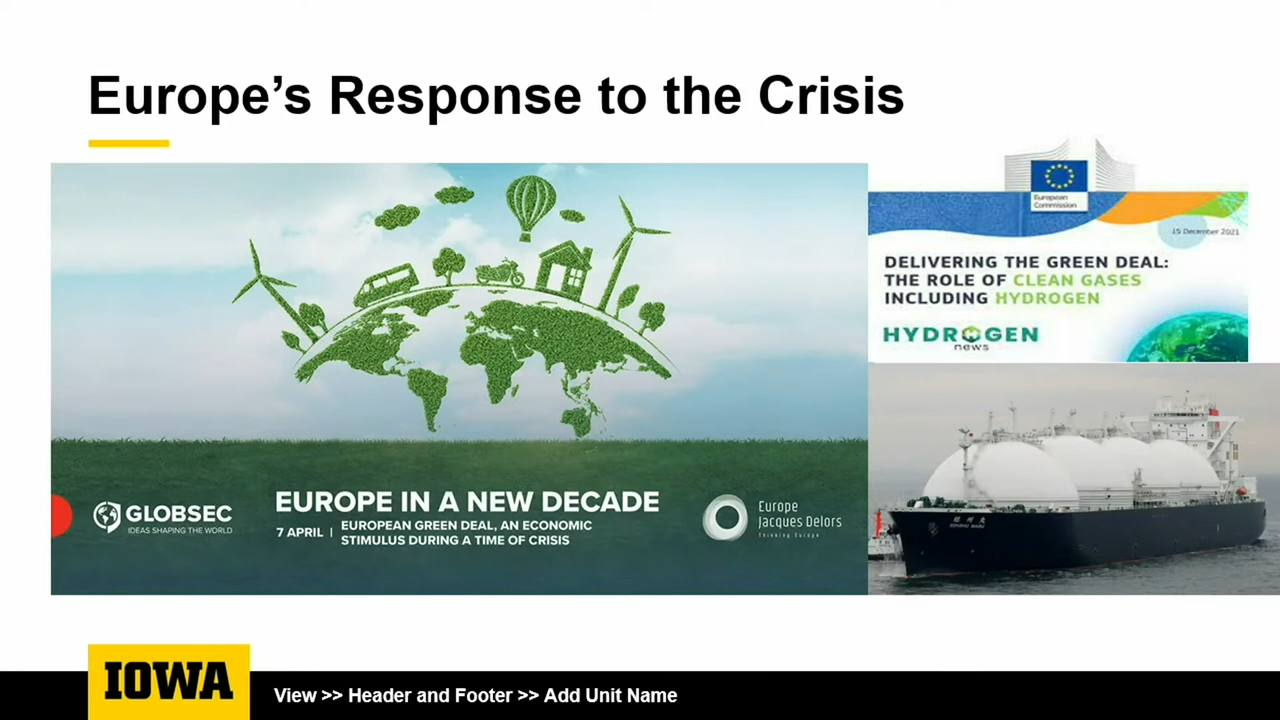 Europe’s Response to the Crisis
European
Commission
15 December 2021
DELIVERING THE GREEN DEAL:
THE ROLE OF CLEAN GASES
INCLUDING HYDROGEN
HYDROGEN
news
GLOBSEC
IDEAS SHAPING THE WORLD
EUROPE IN A NEW DECADE
7 APRIL | EUROPEAN GREEN DEAL, AN ECONOMIC
STIMULUS DURING A TIME OF CRISIS
Europe
Jacques Delors
Thinking Europe
IOWA
View >> Header and Footer >> Add Unit Name